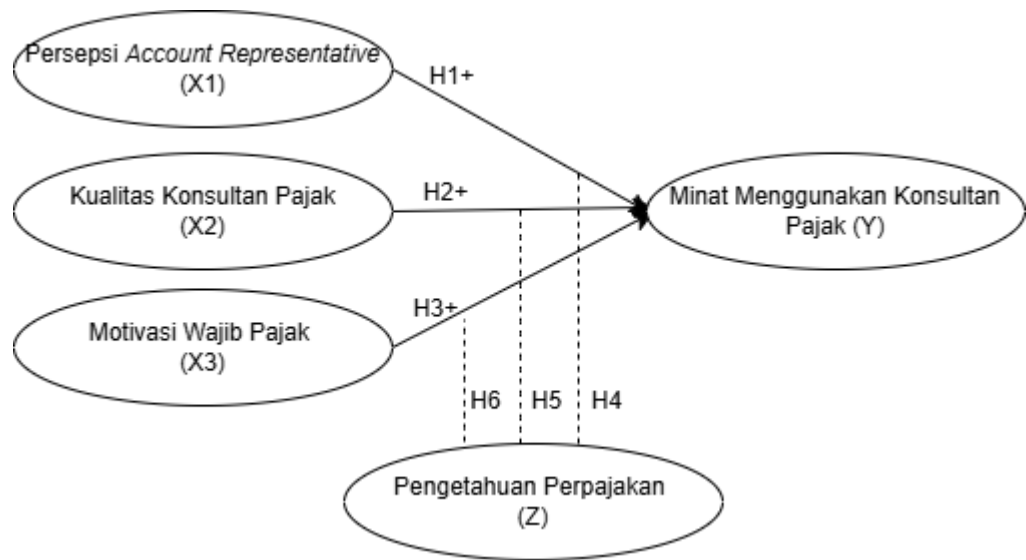 Persepsi Account Representative
(X1)
H1+
Kualitas Konsultan Pajak
(X2)
H2+
Minat Menggunakan Konsultan
Pajak (Y)
Motivasi Wajib Pajak
(X3)
H3+
H6
H5
H4
Pengetahuan Perpajakan
(Z)